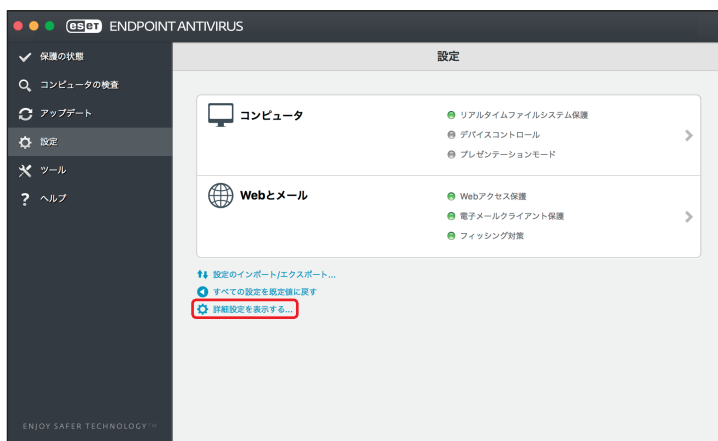 eset ENDPOINT ANTIVIRUS
保護の状態
コンピュータの検査
アップデート
設定
ツール
? ヘルプ
設定
コンピュータ
リアルタイムファイルシステム保護
デバイスコントロール
プレゼンテーションモード
Webとメール
Webアクセス保護
電子メールクライアント保護
フィッシング対策
設定のインポート/エクスポート...
すべての設定を既定値に戻す
詳細設定を表示する...
ENJOY SAFER TECHNOLOGY™